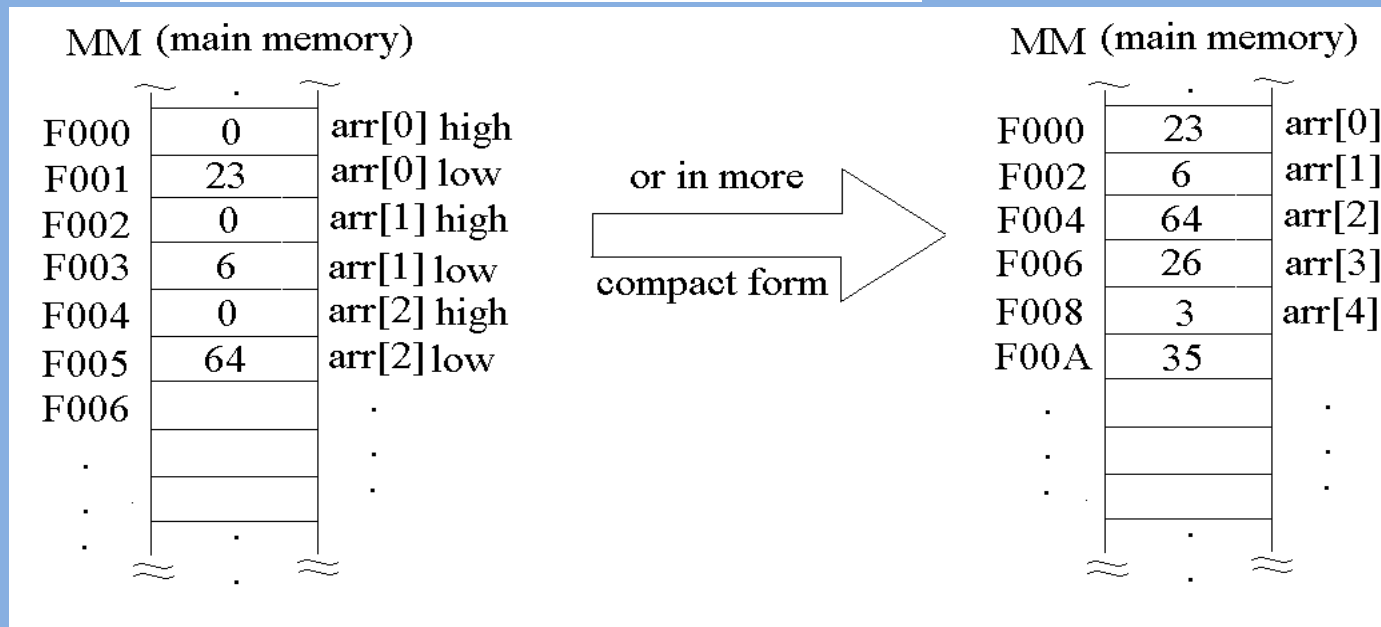 MM (main memory)
F000 0 arr[0] high
F001 23 arr[0] low
F002 0 arr[1] high
F003 6 arr[1] low
F004 0 arr[2] high
F005 64 arr[2] low
F006
or in more
compact form
MM (main memory)
F000 23 arr[0]
F002 6 arr[1]
F004 64 arr[2]
F006 26 arr[3]
F008 3 arr[4]
F00A 35